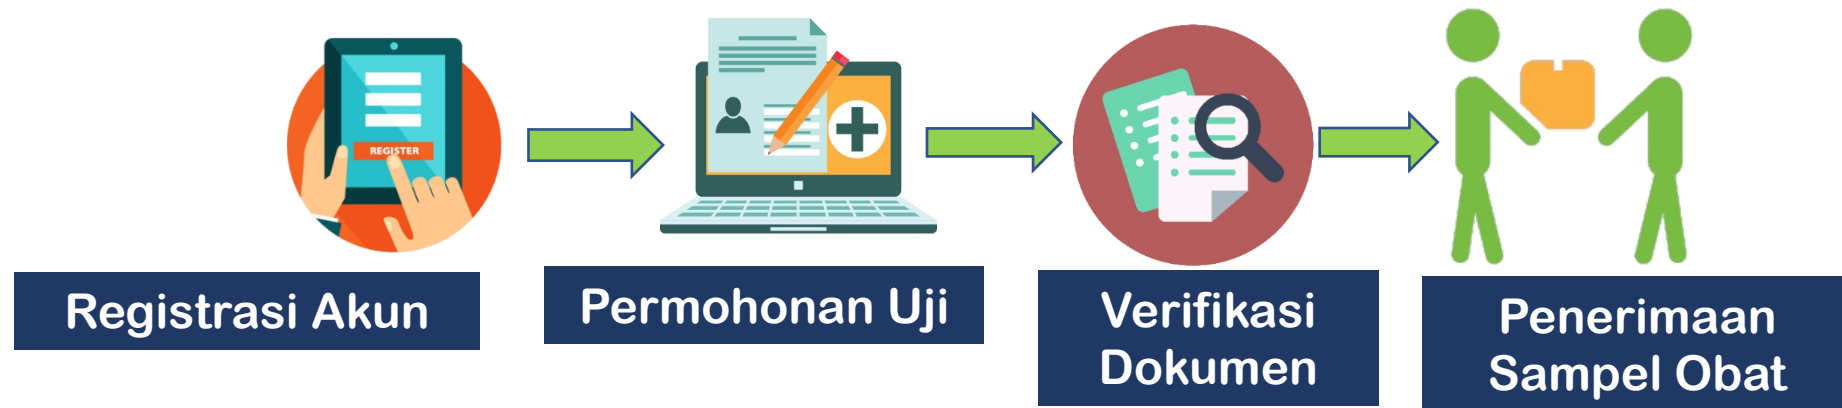 REGISTER
Registrasi Akun
Permohonan Uji
Verifikasi
Dokumen
Penerimaan
Sampel Obat